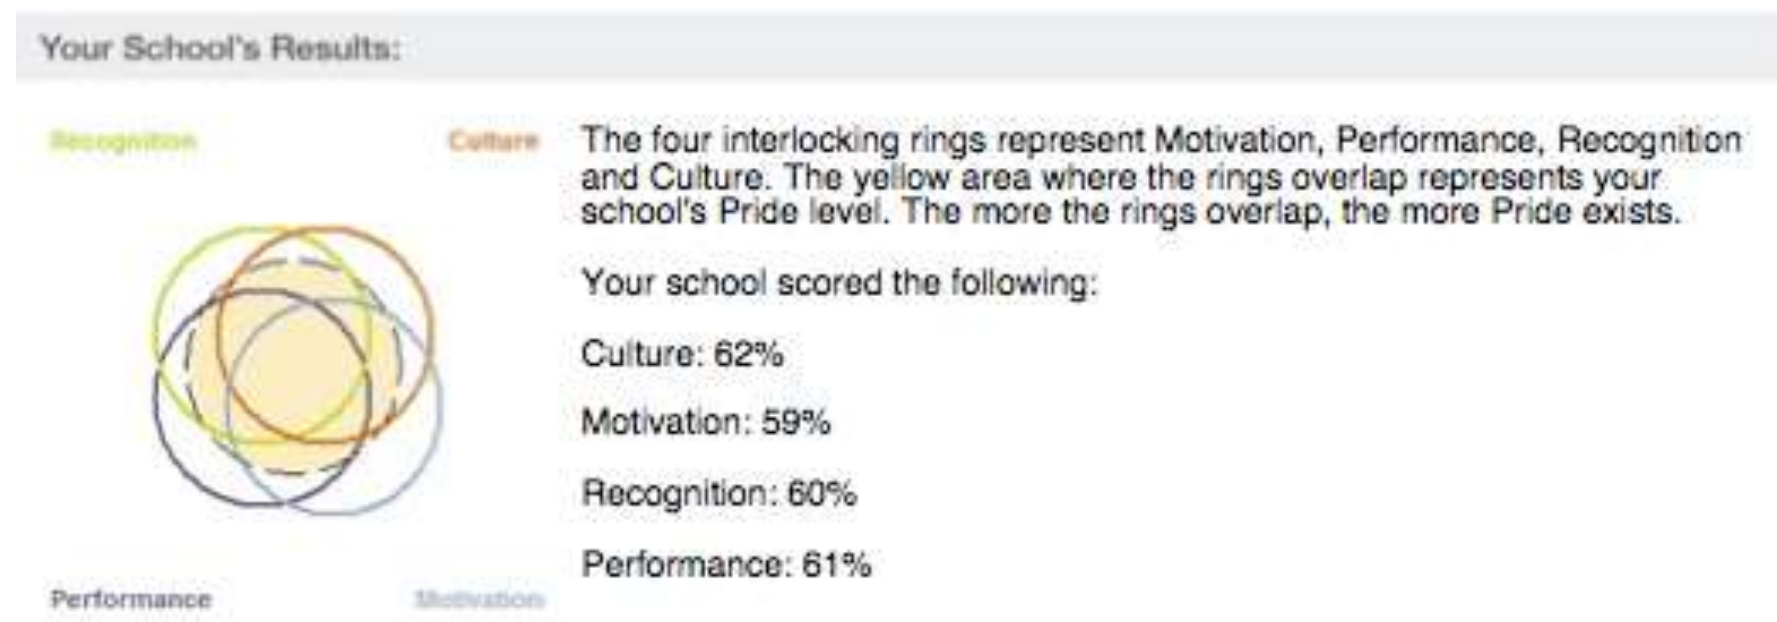 Your School's Results:
Recognition
Culture
The four interlocking rings represent Motivation, Performance, Recognition
and Culture. The yellow area where the rings overlap represents your
school's Pride level. The more the rings overlap, the more Pride exists.
Your school scored the following:
Culture: 62%
Motivation: 59%
Recognition: 60%
Performance: 61%
Performance
Motivation